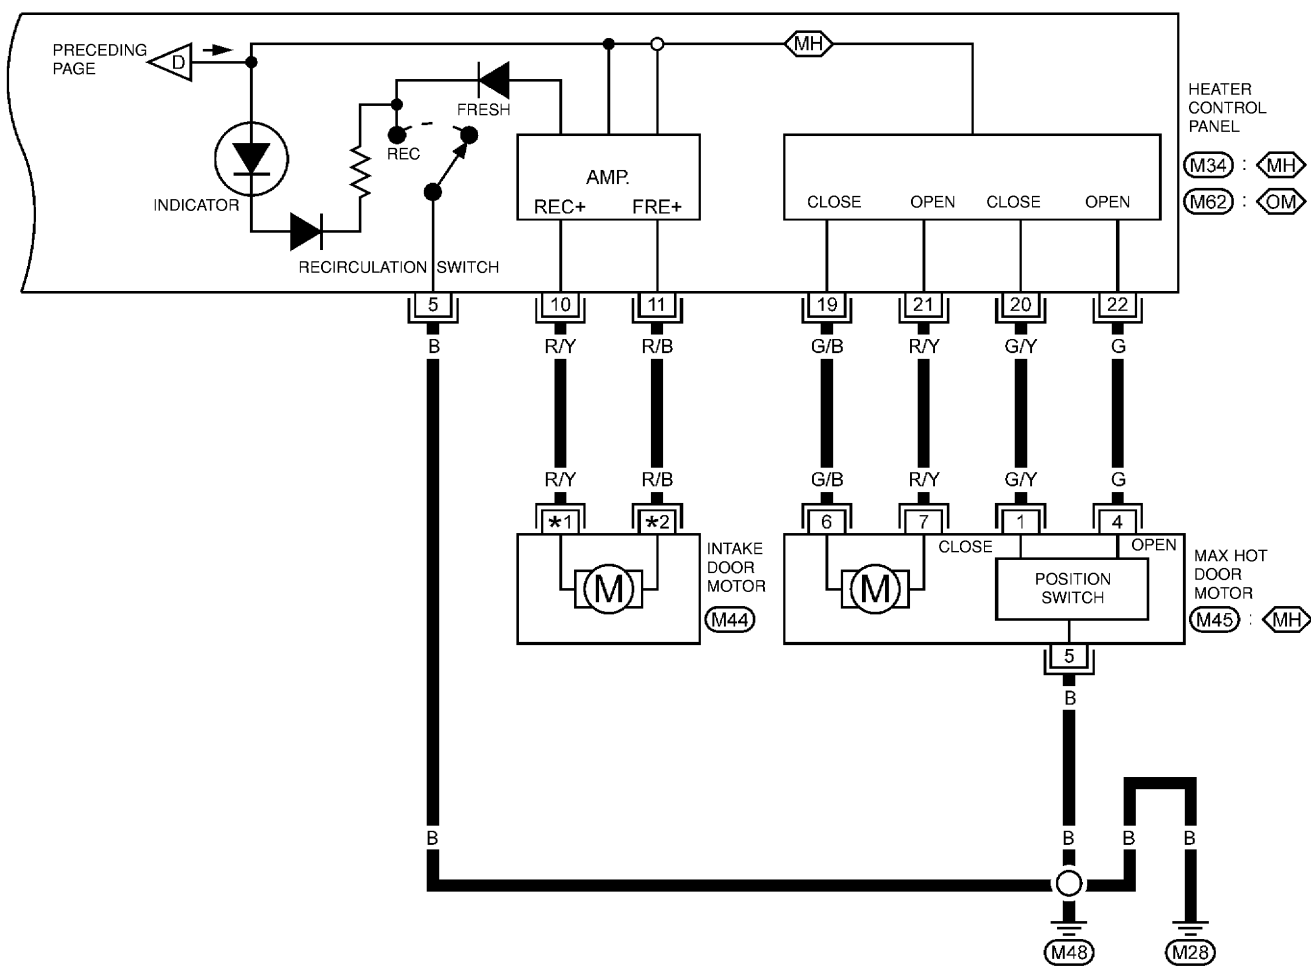 PRECEDING
PAGE
D
MH
FRESH
REC
INDICATOR
RECIRCULATION SWITCH
AMP.
REC+ FRE+
CLOSE OPEN CLOSE OPEN
HEATER
CONTROL
PANEL
M34 : MH
M62 : OM
5 10 11 19 21 20 22
B R/Y R/B G/B R/Y G/Y G
R/Y R/B G/B R/Y G/Y G
*1 *2 6 7 1 4
INTAKE
DOOR
MOTOR
M44
M
M
CLOSE OPEN
POSITION
SWITCH
MAX HOT
DOOR
MOTOR
M45 : MH
5
B
B B B B
M48 M28